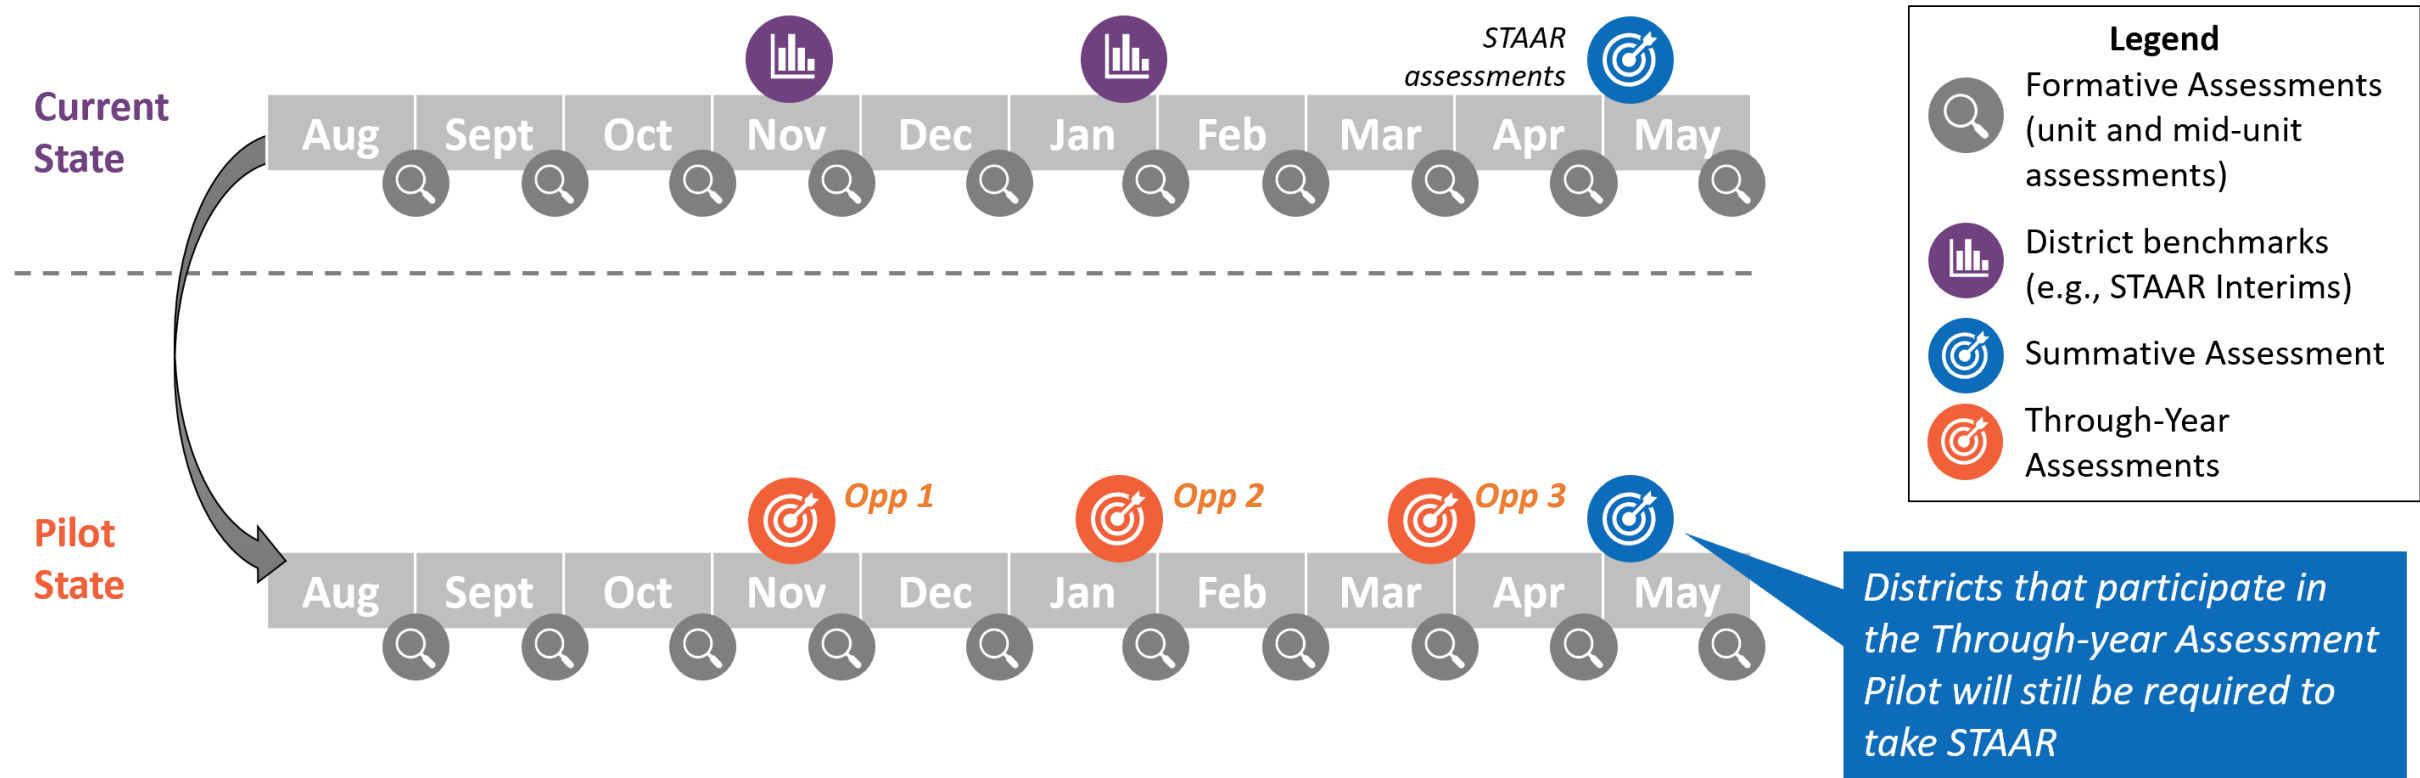 Current
State
STAAR
assessments
Aug Sept Oct Nov Dec Jan Feb Mar Apr May
Pilot
State
Opp 1 Opp 2 Opp 3
Aug Sept Oct Nov Dec Jan Feb Mar Apr May
Legend
Formative Assessments
(unit and mid-unit
assessments)
District benchmarks
(e.g., STAAR Interims)
Summative Assessment
Through-Year
Assessments
Districts that participate in
the Through-year Assessment
Pilot will still be required to
take STAAR